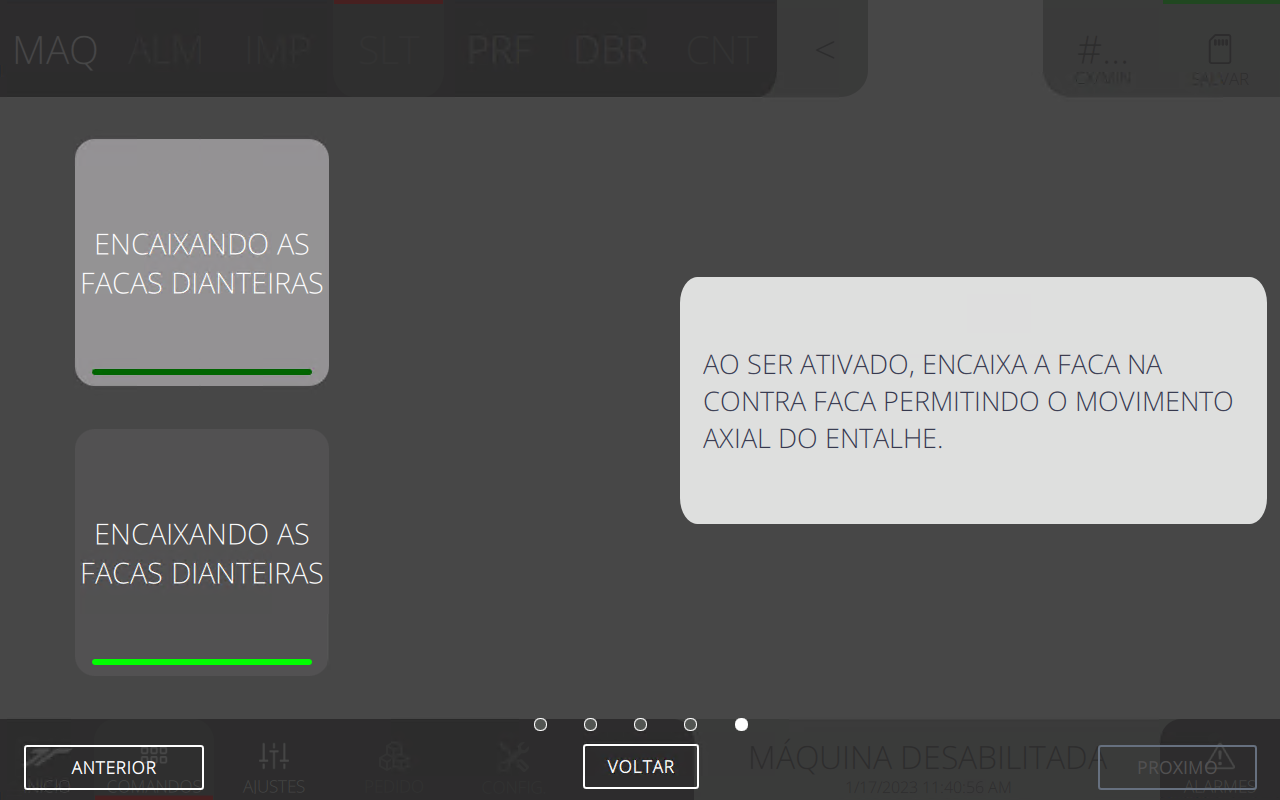 MAQ ALM IMP SLT PRF DBR CNT <
#...
CX/MIN SALVAR
ENCAIXANDO AS
FACAS DIANTEIRAS
AO SER ATIVADO, ENCAIXA A FACA NA
CONTRA FACA PERMITINDO O MOVIMENTO
AXIAL DO ENTALHE.
ENCAIXANDO AS
FACAS DIANTEIRAS
ANTERIOR
VOLTAR
MÁQUINA DESABILITADA
PROXIMO
INICIO COMANDOS AJUSTES PEDIDO CONFIG
1/17/2023 11:40:56 AM
ALARMES